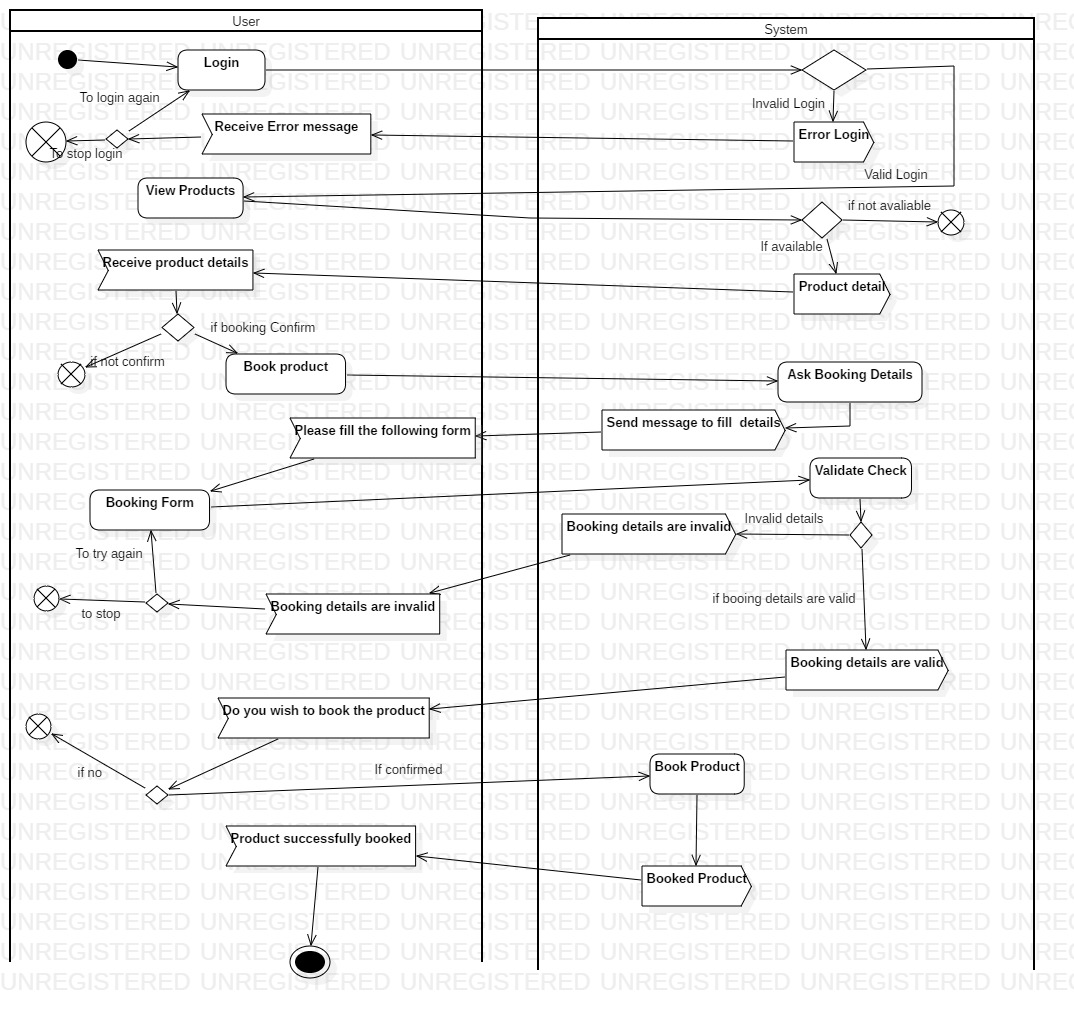 User
System
Login
To login again
Invalid Login
Receive Error message
Error Login
To stop login
Valid Login
View Products
if not avaliable
If available
Receive product details
Product detail
if booking Confirm
if not confirm
Book product
Ask Booking Details
Send message to fill  details
Please fill the following form
Validate Check
Booking Form
Invalid details
Booking details are invalid
To try again
if booing details are valid
Booking details are invalid
to stop
Booking details are valid
Do you wish to book the product
if no
If confirmed
Book Product
Product successfully booked
Booked Product
UNREGISTERED